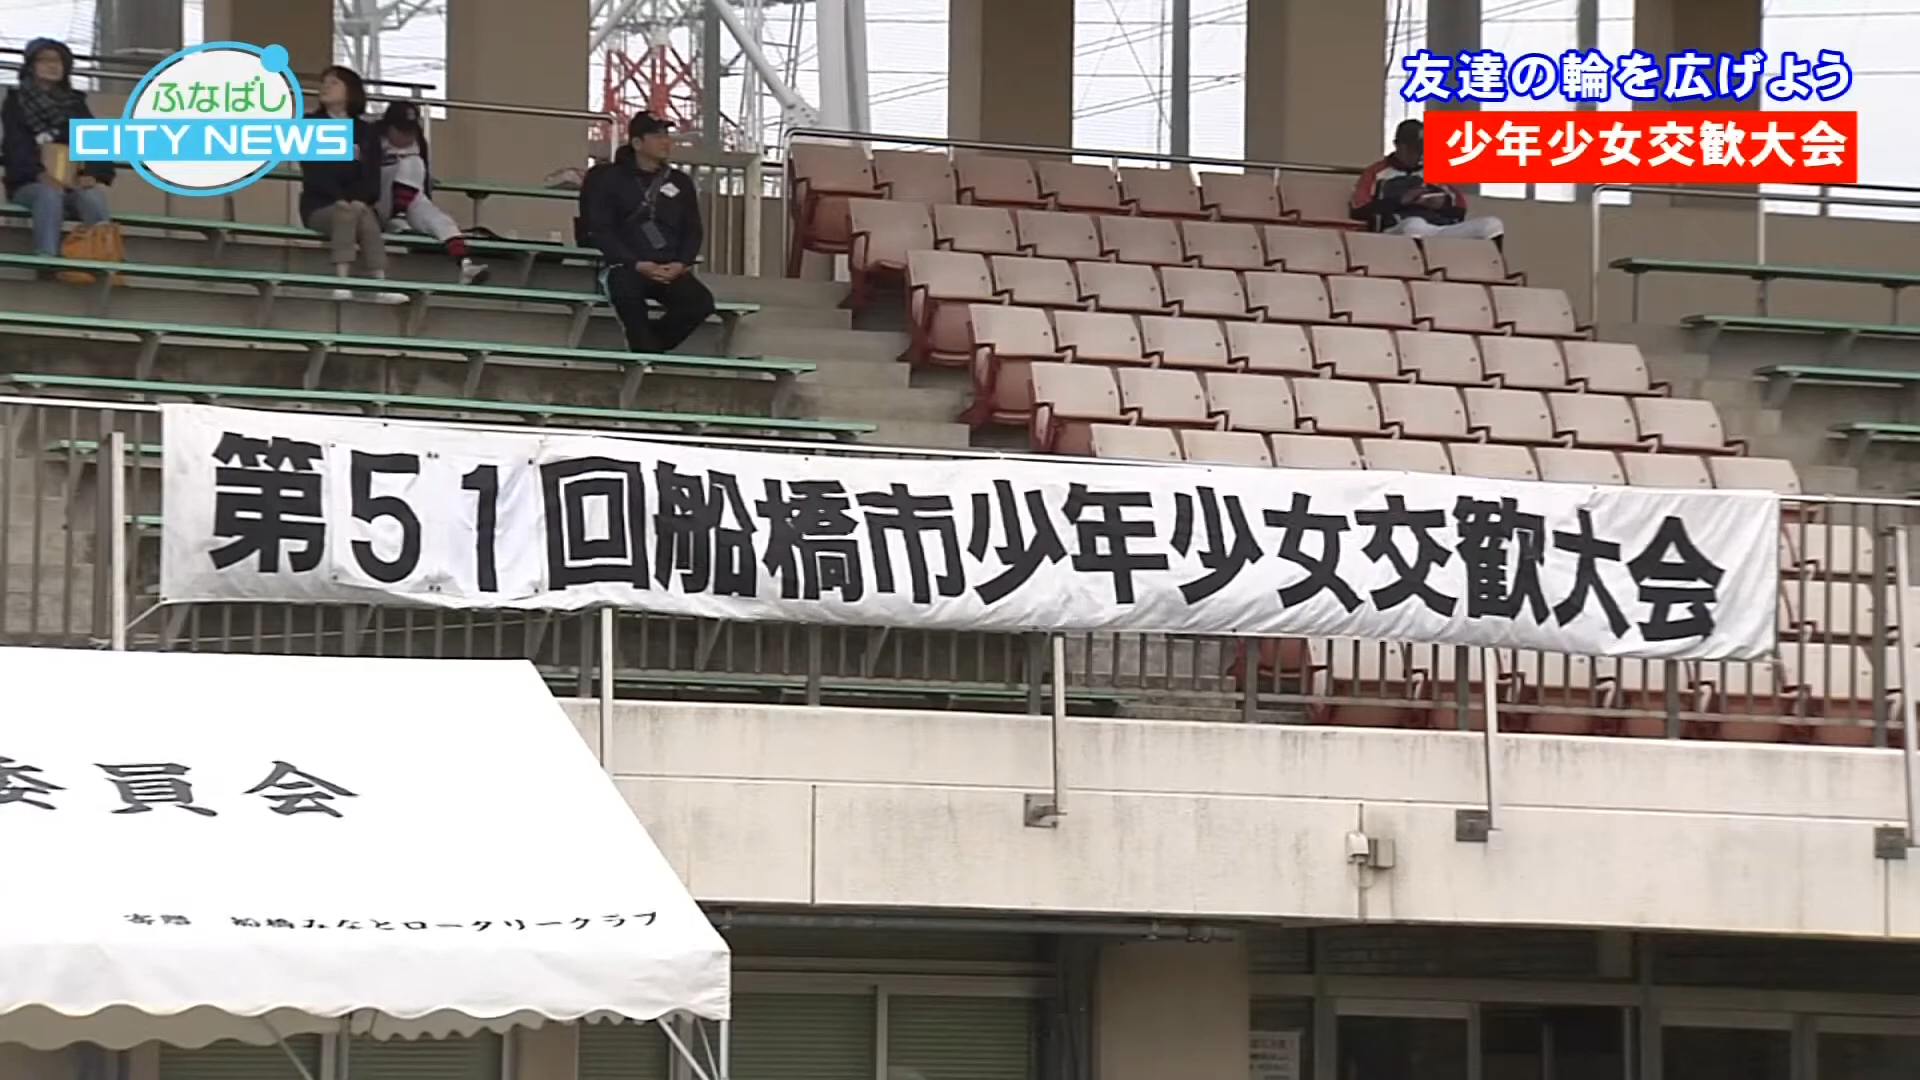 ふなばし
CITY NEWS
友達の輪を広げよう
少年少女交歓大会
第51回船橋市少年少女交歓大会
委員会
寄贈 船橋みなとロータリークラブ